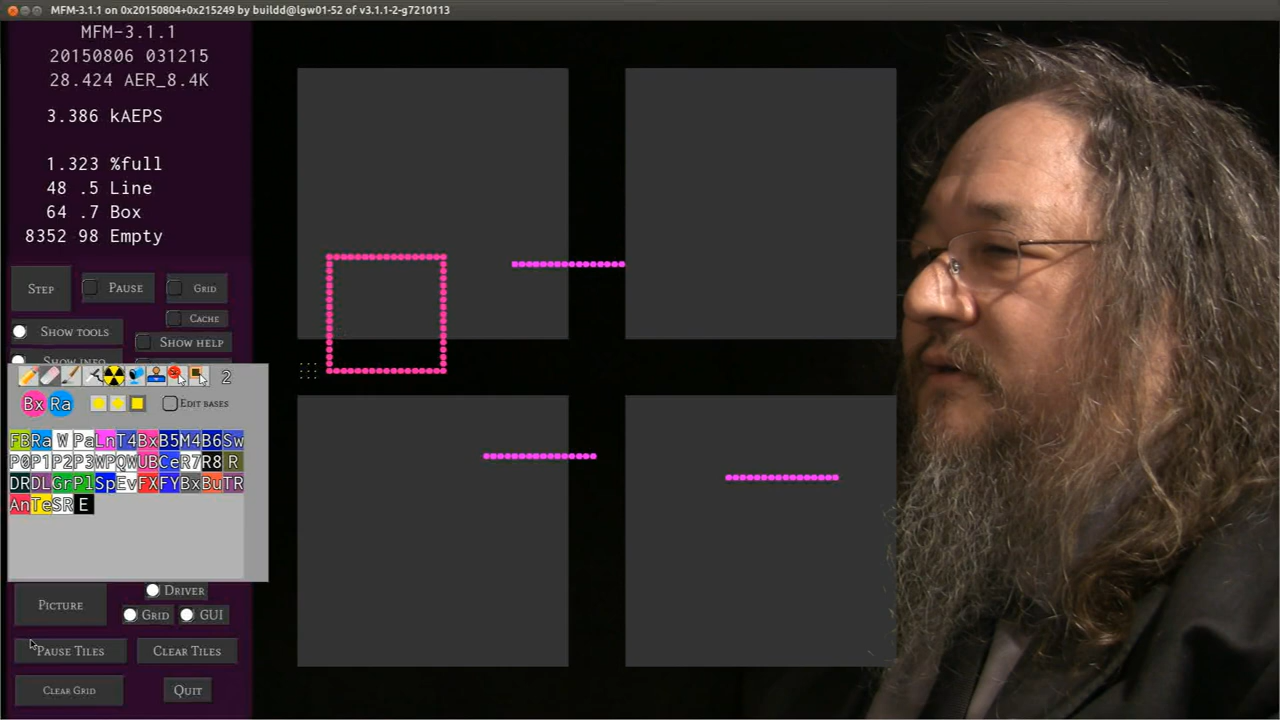 MFM-3.1.1 on 0x20150804+0x215249 by buildd@lgw01-52 of v3.1.1-2-g7210113
MFM-3.1.1
20150806 031215
28.424 AER_8.4K
3.386 kAEPS
1.323 %full
48 .5 Line
64 .7 Box
8352 98 Empty
STEP PAUSE GRID
CACHE
SHOW TOOLS SHOW HELP
SHOW INFO
2
Bx Ra EDIT BASES
FB Ra W Pa Ln T4 Bx B5 M4 B6 Sw
P0 P1 P2 P3 WP QW UB Ce R7 R8 R
DR DL Gr Pl Sp Ev FX FY Bx Bu TR
An Te SR E
DRIVER
PICTURE GRID GUI
PAUSE TILES CLEAR TILES
CLEAR GRID QUIT